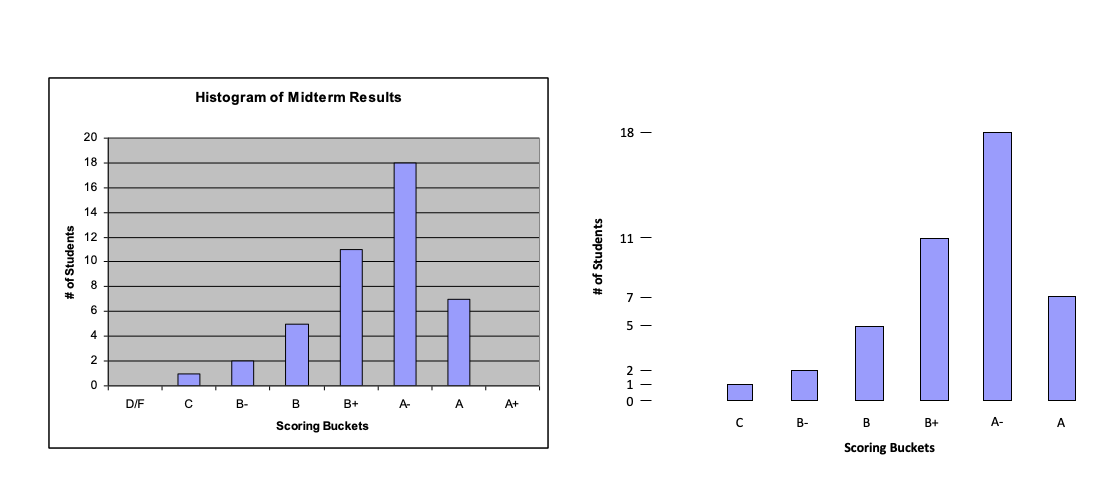 Histogram of Midterm Results
20
18
16
14
12
10
8
6
4
2
0
# of Students
D/F C B- B B+ A- A A+
Scoring Buckets
18
11
7
5
2
1
0
# of Students
C B- B B+ A- A
Scoring Buckets